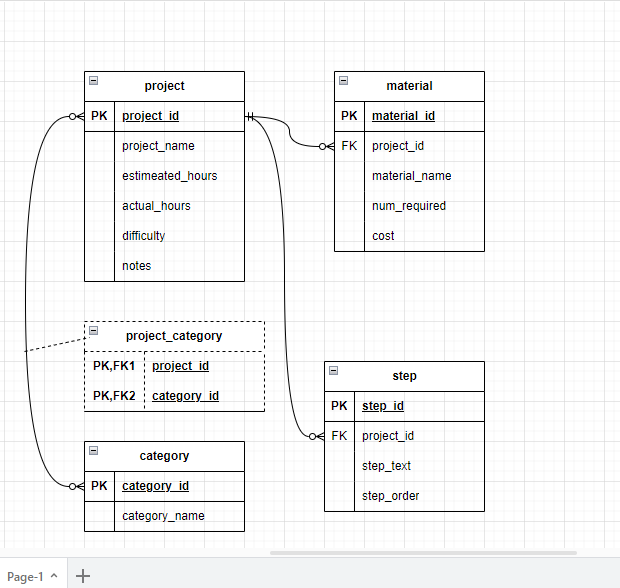 project
PK project_id
project_name
estimeated_hours
actual_hours
difficulty
notes
material
PK material_id
FK project_id
material_name
num_required
cost
project_category
PK,FK1 project_id
PK,FK2 category_id
category
PK category_id
category_name
step
PK step_id
FK project_id
step_text
step_order
Page-1